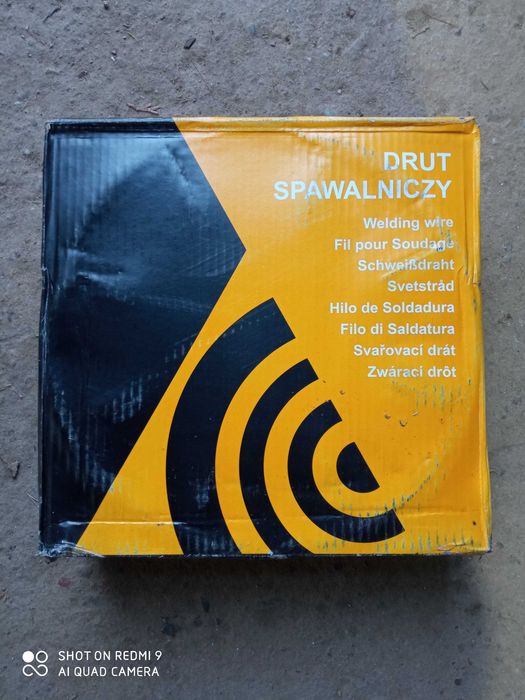 DRUT
SPAWALNICZY
Welding wire
Fil pour Soudage
Schweißdraht
Svetstråd
Hilo de Soldadura
Filo di Saldatura
Svařovací drát
Zwárací drôt
SHOT ON REDMI 9
AI QUAD CAMERA